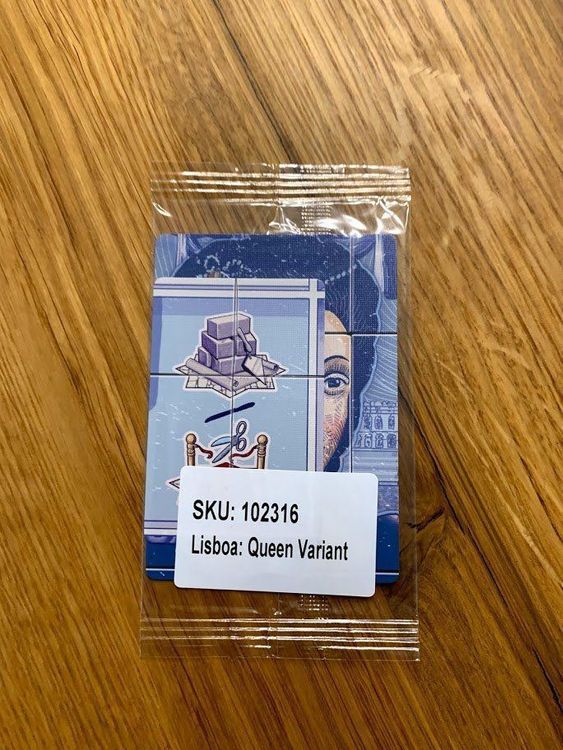 SKU: 102316
Lisboa: Queen Variant